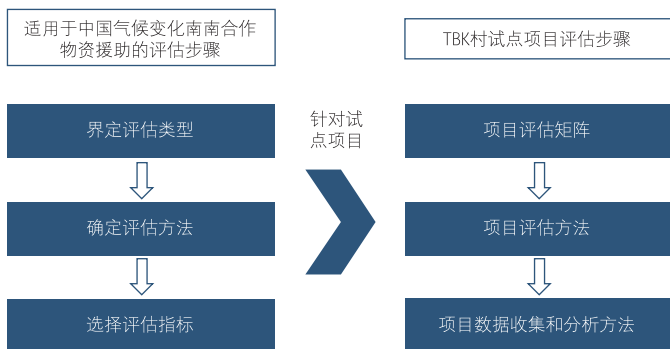 适用于中国气候变化南南合作
物资援助的评估步骤
界定评估类型
确定评估方法
选择评估指标
针对试
点项目
TBK村试点项目评估步骤
项目评估矩阵
项目评估方法
项目数据收集和分析方法